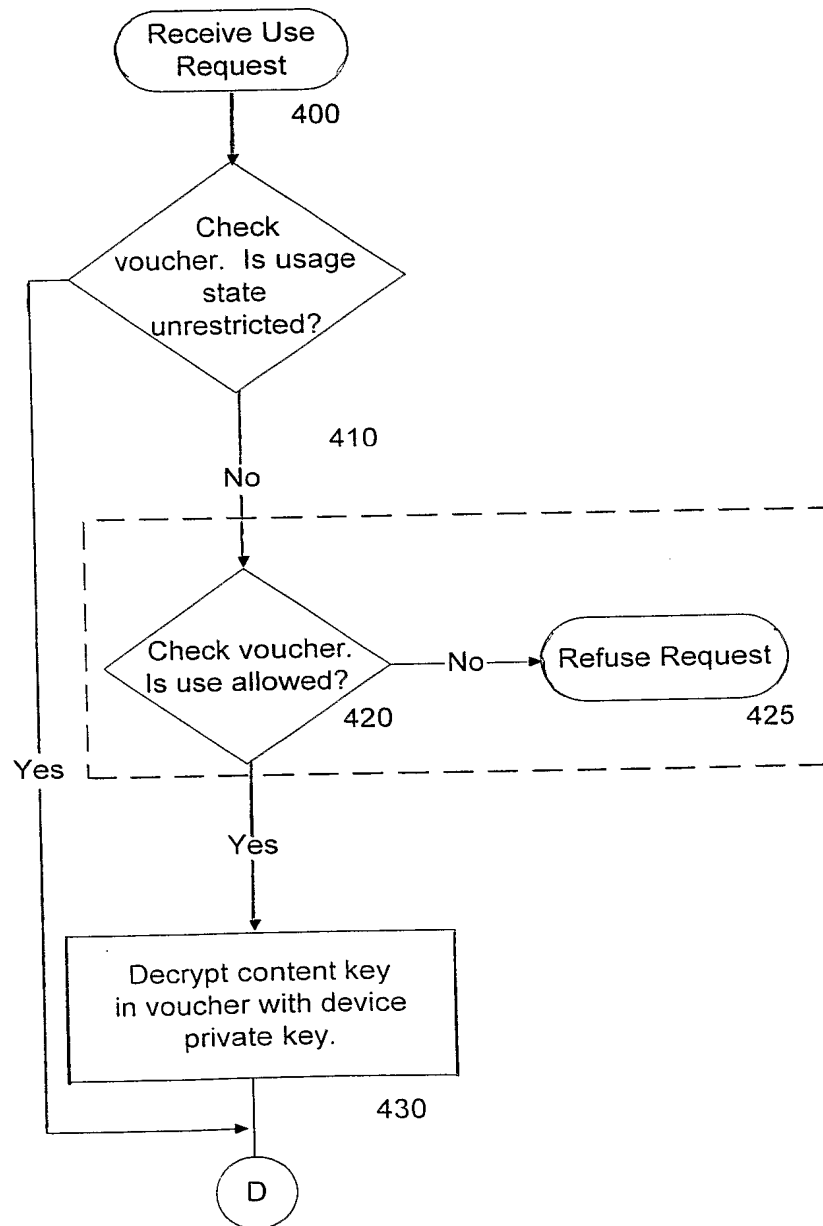 Receive Use
Request
400
Check
voucher. Is usage
state
unrestricted?
410
No
Check voucher.
Is use allowed?
420
No
Refuse Request
425
Yes
Yes
Decrypt content key
in voucher with device
private key.
430
D